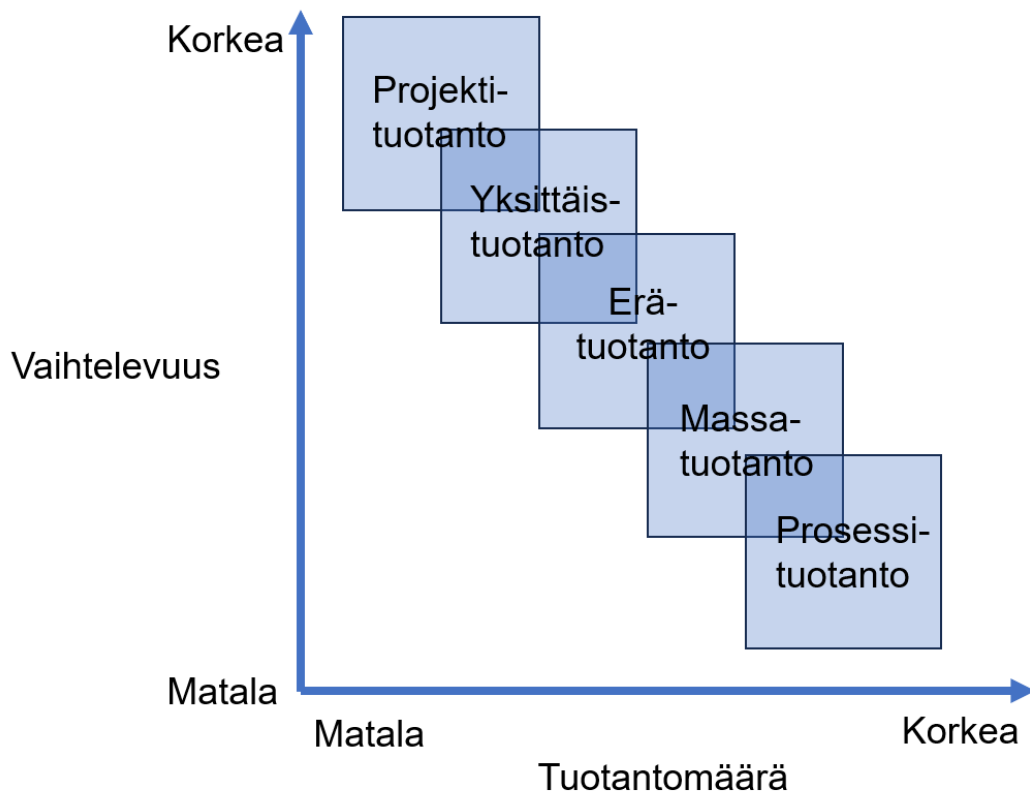 Korkea
Projekti-
tuotanto
Yksittäis-
tuotanto
Erä-
tuotanto
Vaihtelevuus
Massa-
tuotanto
Prosessi-
tuotanto
Matala
Matala
Korkea
Tuotantomäärä